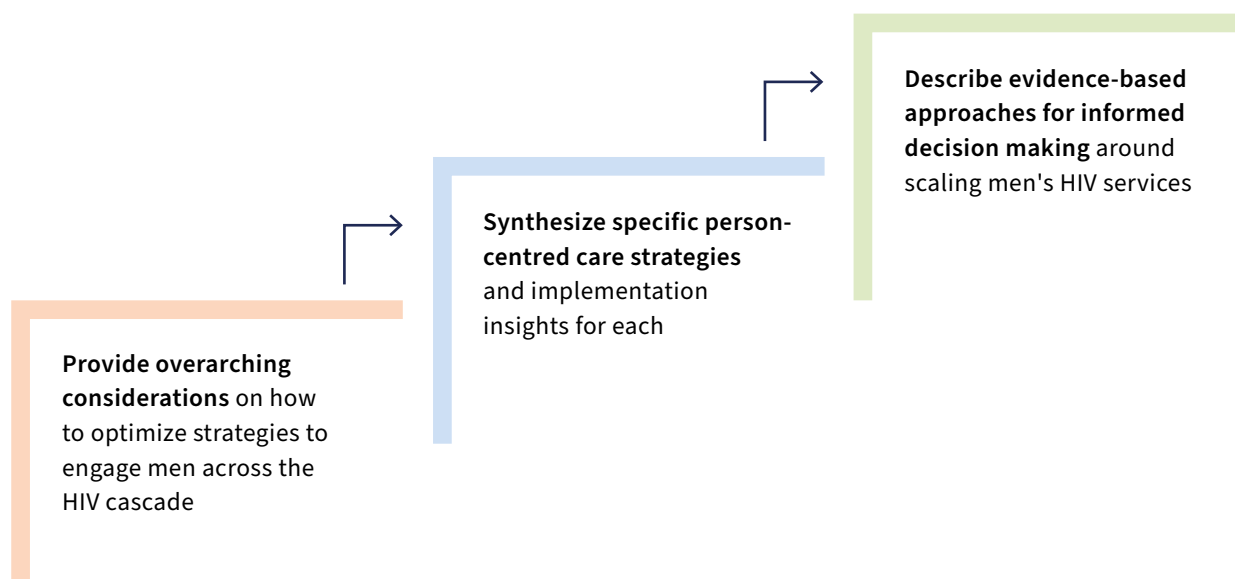 Provide overarching
considerations on how
to optimize strategies to
engage men across the
HIV cascade
Synthesize specific person-
centred care strategies
and implementation
insights for each
Describe evidence-based
approaches for informed
decision making around
scaling men's HIV services